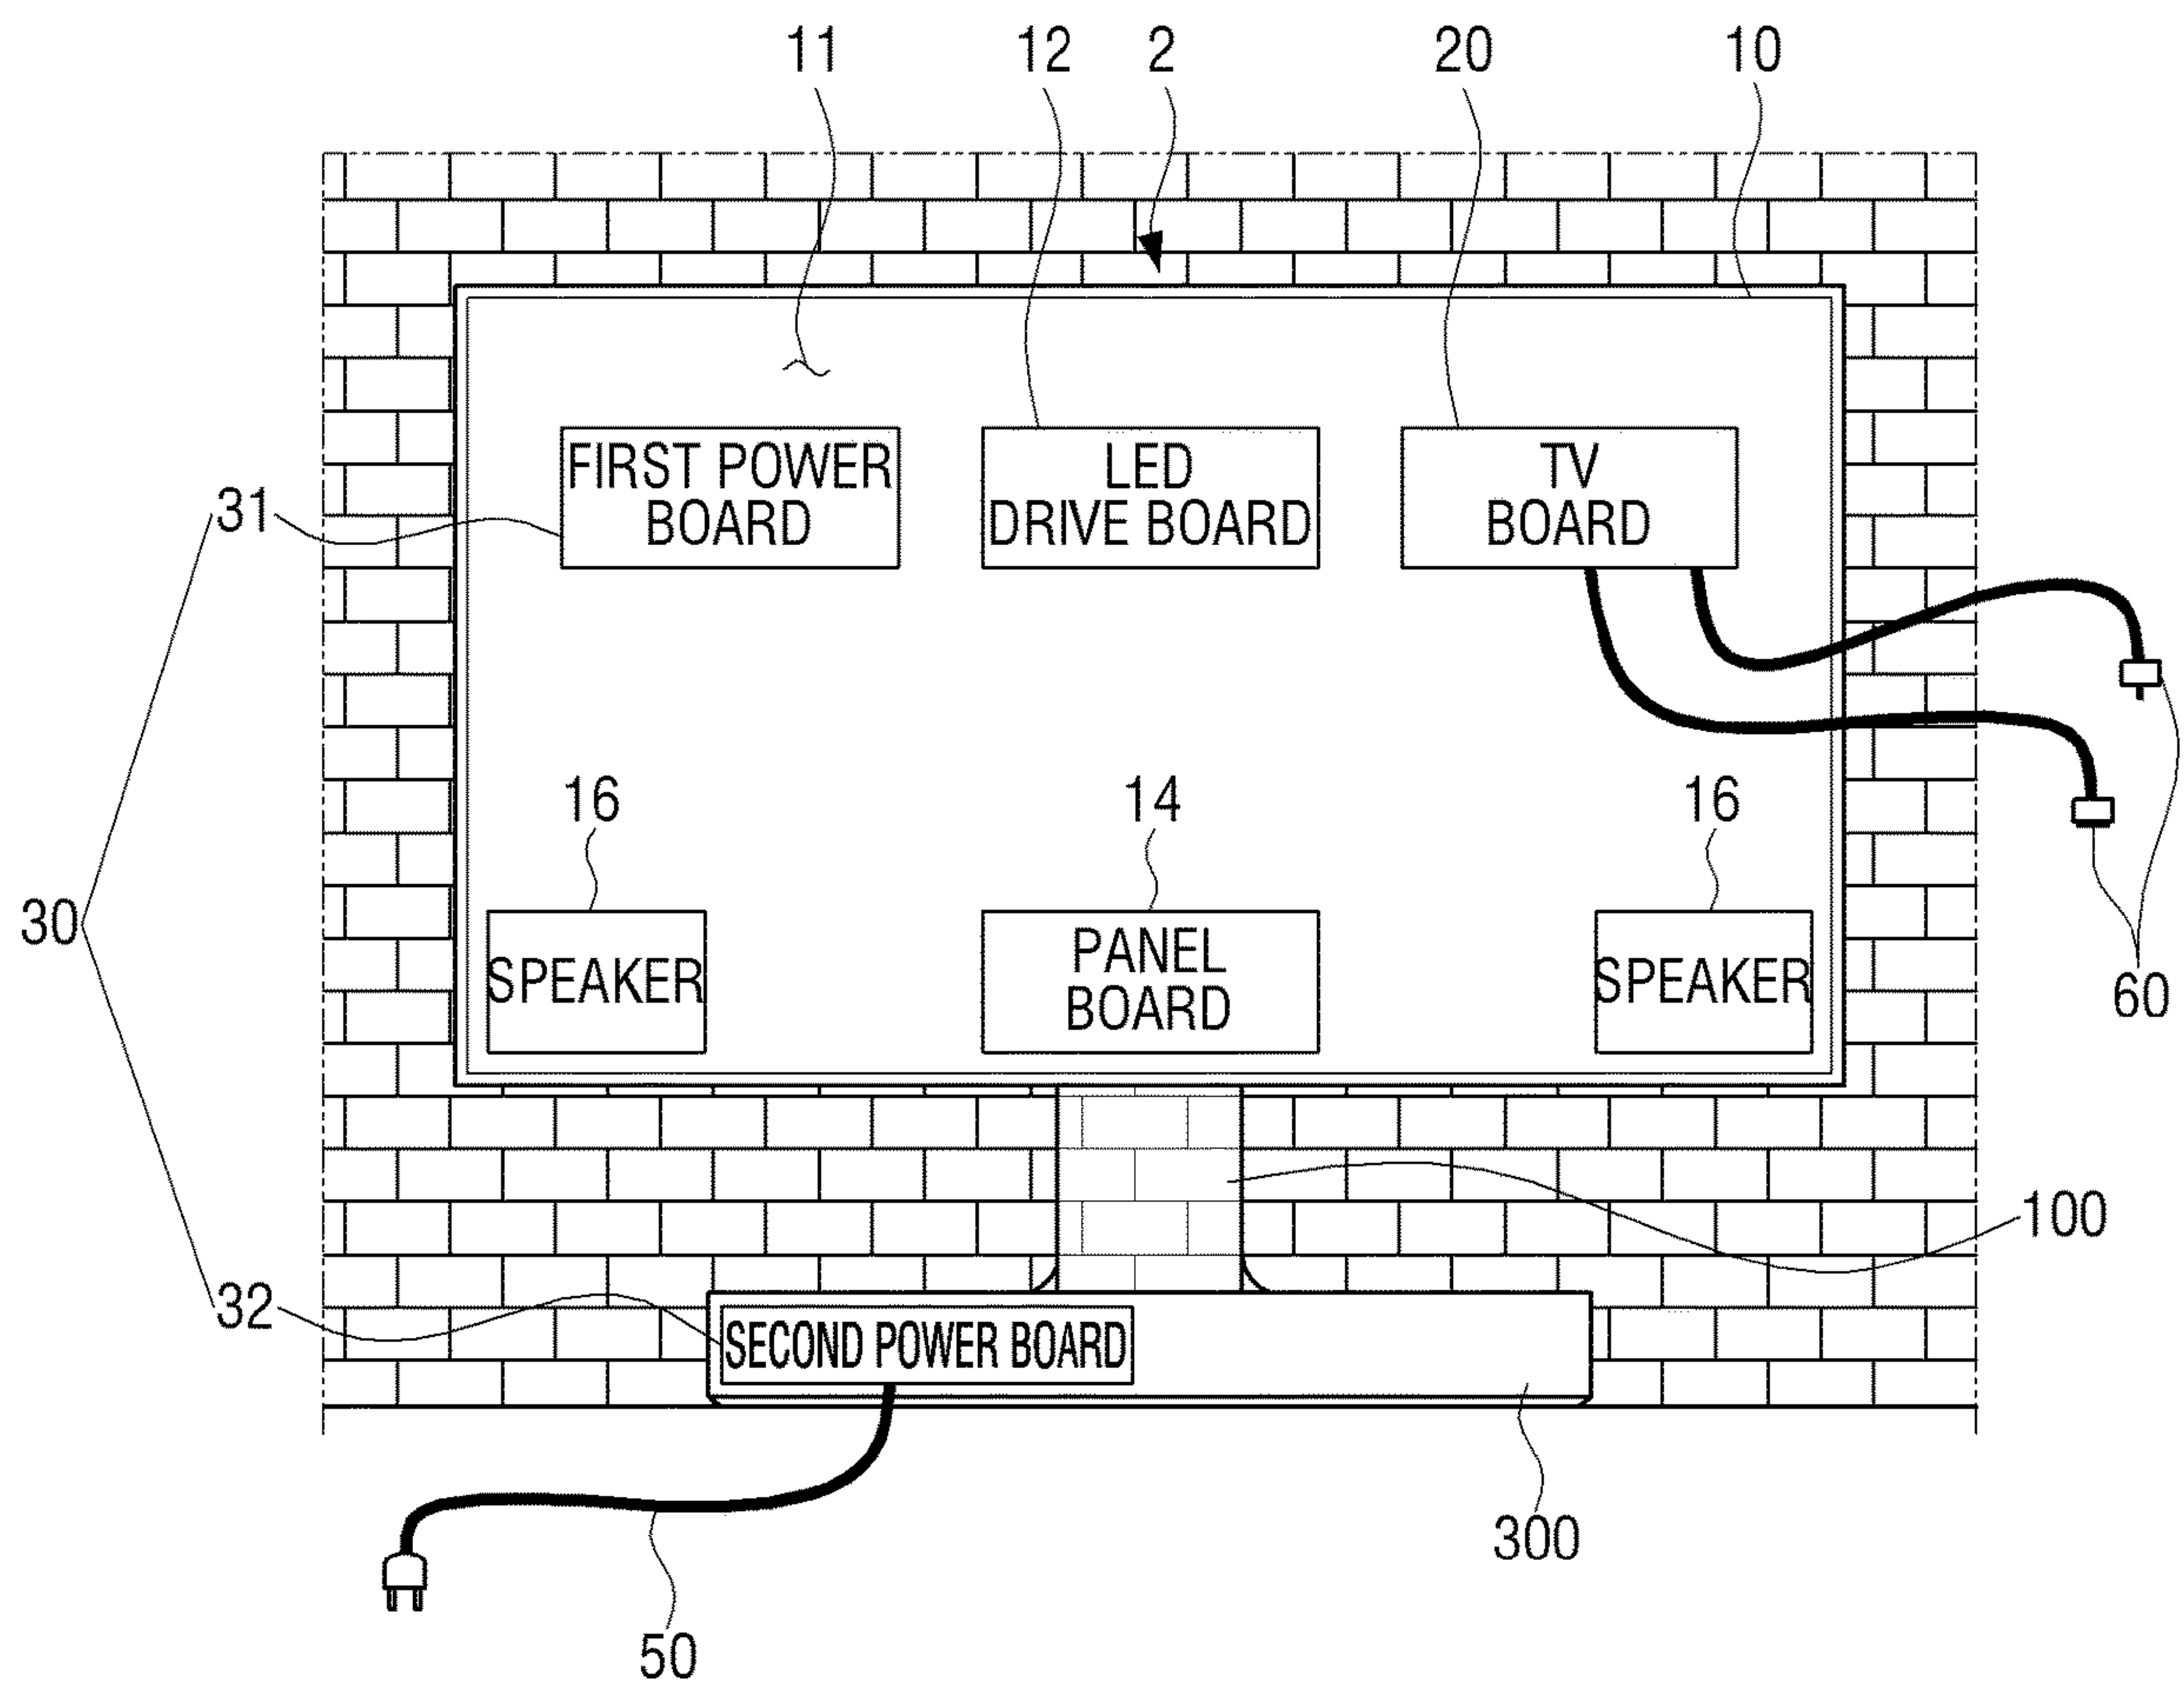 11 12 2 20 10
FIRST POWER
BOARD
LED
DRIVE BOARD
TV
BOARD
31
16 14 16
30
SPEAKER
PANEL
BOARD
SPEAKER
60
100
32
SECOND POWER BOARD
300
50